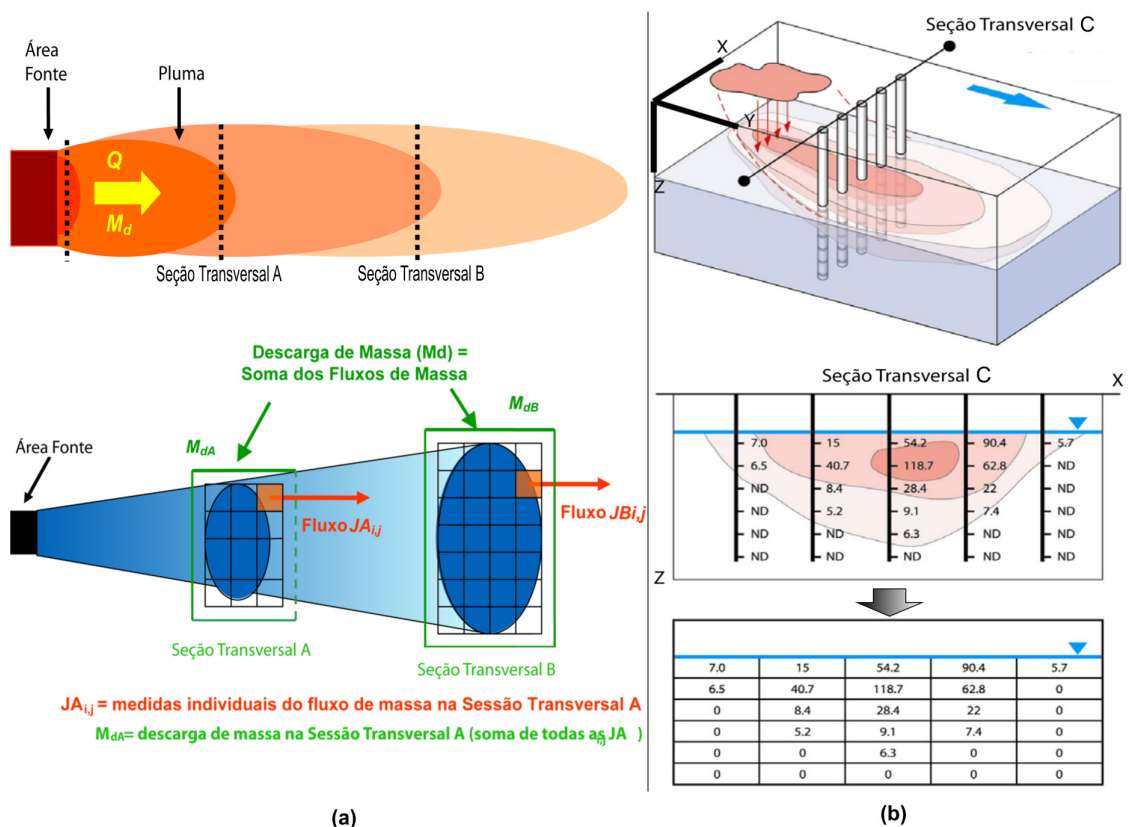 Área
Fonte
Pluma
Q
Md
Seção Transversal A
Seção Transversal B
Descarga de Massa (Md) =
Soma dos Fluxos de Massa
MdA
MdB
Área Fonte
Fluxo JAi,j
Fluxo JBi,j
Seção Transversal A
Seção Transversal B
JAi,j = medidas individuais do fluxo de massa na Sessão Transversal A
MdA= descarga de massa na Sessão Transversal A (soma de todas as JAi,j )
(a)
Seção Transversal C
X
Y
Z
Seção Transversal C
X
7.0 15 54.2 90.4 5.7
6.5 40.7 118.7 62.8 ND
ND 8.4 28.4 22 ND
ND 5.2 9.1 7.4 ND
ND ND 6.3 ND ND
ND ND ND ND ND
Z
7.0 15 54.2 90.4 5.7
6.5 40.7 118.7 62.8 0
0 8.4 28.4 22 0
0 5.2 9.1 7.4 0
0 0 6.3 0 0
0 0 0 0 0
(b)